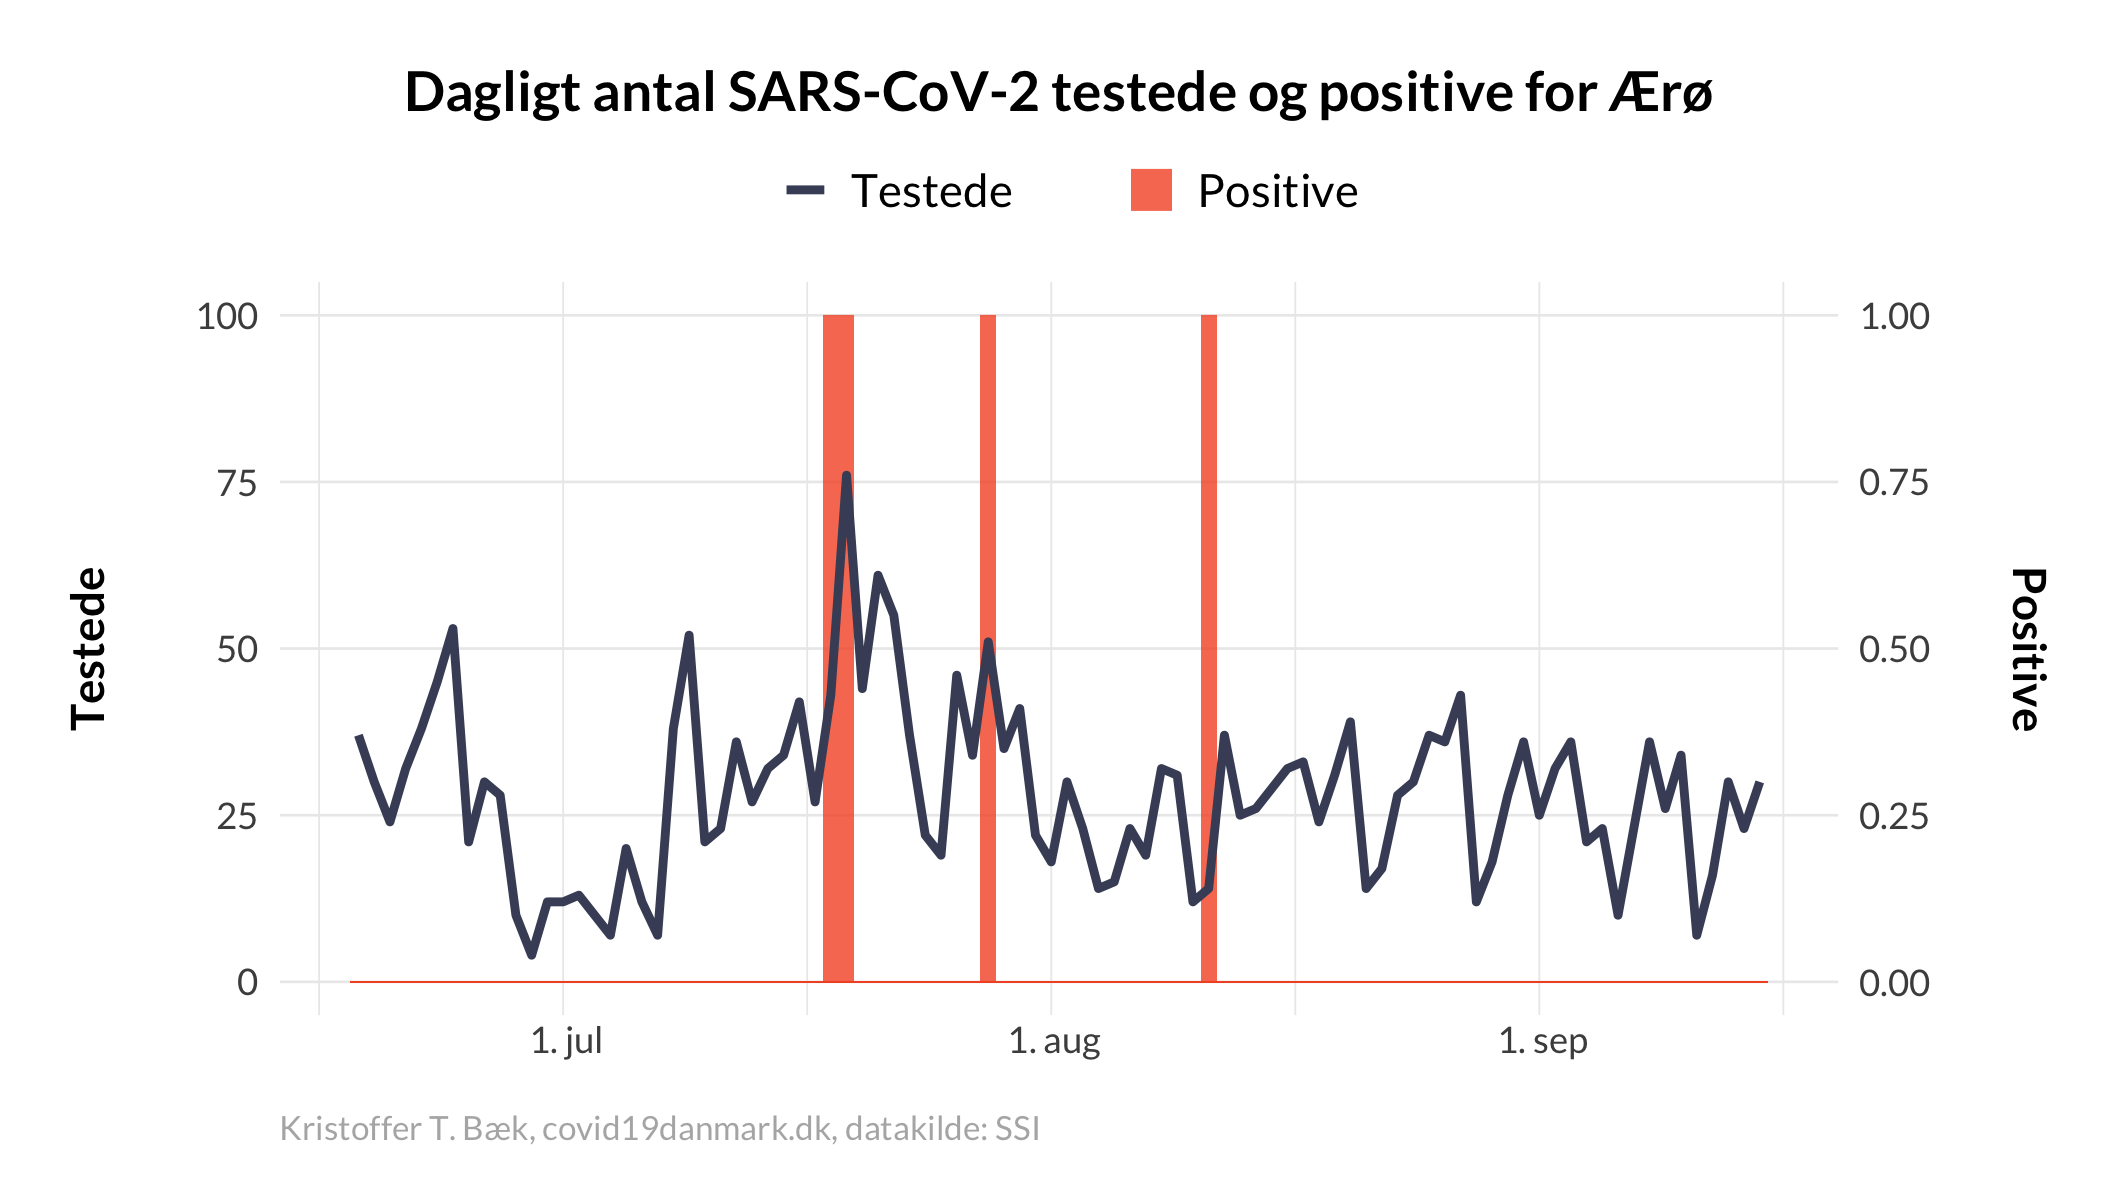 Dagligt antal SARS-CoV-2 testede og positive for Ærø
Testede
Positive
100
75
50
25
0
Testede
1.00
0.75
0.50
0.25
0.00
Positive
1. jul
1. aug
1. sep
Kristoffer T. Bæk, covid19danmark.dk, datakilde: SSI